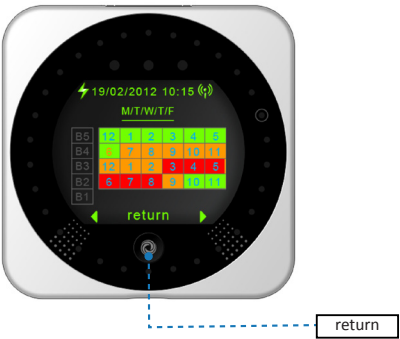 19/02/2012 10:15
M/T/W/T/F
B5 12 1 2 3 4 5
B4 6 7 8 9 10 11
B3 12 1 2 3 4 5
B2 6 7 8 9 10 11
B1
return
return